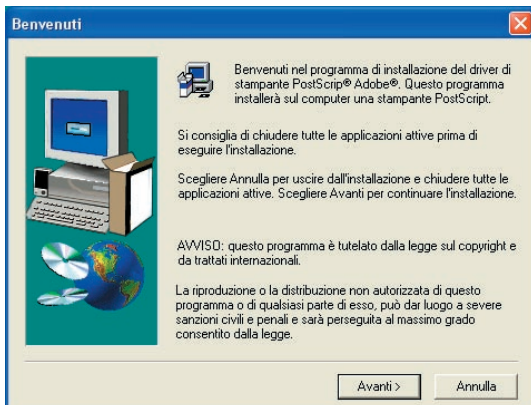 Benvenuti
Benvenuti nel programma di installazione del driver di
stampante PostScrip® Adobe®. Questo programma
installerà sul computer una stampante PostScript.
Si consiglia di chiudere tutte le applicazioni attive prima di
eseguire l'installazione.
Scegliere Annulla per uscire dall'installazione e chiudere tutte le
applicazioni attive. Scegliere Avanti per continuare l'installazione.
AVVISO: questo programma è tutelato dalla legge sul copyright e
da trattati internazionali.
La riproduzione o la distribuzione non autorizzata di questo
programma o di qualsiasi parte di esso, può dar luogo a severe
sanzioni civili e penali e sarà perseguita al massimo grado
consentito dalla legge.
Avanti >
Annulla